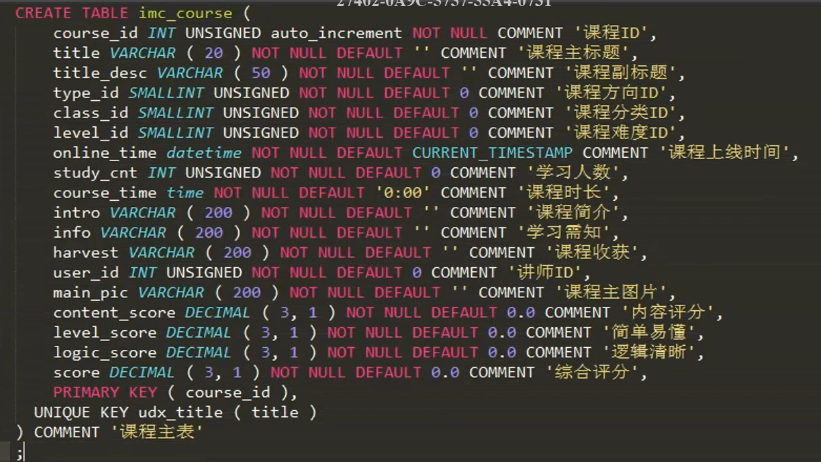 CREATE TABLE imc_course (
course_id INT UNSIGNED auto_increment NOT NULL COMMENT '课程ID',
title VARCHAR ( 20 ) NOT NULL DEFAULT '' COMMENT '课程主标题',
title_desc VARCHAR ( 50 ) NOT NULL DEFAULT '' COMMENT '课程副标题',
type_id SMALLINT UNSIGNED NOT NULL DEFAULT 0 COMMENT '课程方向ID',
class_id SMALLINT UNSIGNED NOT NULL DEFAULT 0 COMMENT '课程分类ID',
level_id SMALLINT UNSIGNED NOT NULL DEFAULT 0 COMMENT '课程难度ID',
online_time datetime NOT NULL DEFAULT CURRENT_TIMESTAMP COMMENT '课程上线时间',
study_cnt INT UNSIGNED NOT NULL DEFAULT 0 COMMENT '学习人数',
course_time time NOT NULL DEFAULT '0:00' COMMENT '课程时长',
intro VARCHAR ( 200 ) NOT NULL DEFAULT '' COMMENT '课程简介',
info VARCHAR ( 200 ) NOT NULL DEFAULT '' COMMENT '学习需知',
harvest VARCHAR ( 200 ) NOT NULL DEFAULT '' COMMENT '课程收获',
user_id INT UNSIGNED NOT NULL DEFAULT 0 COMMENT '讲师ID',
main_pic VARCHAR ( 200 ) NOT NULL DEFAULT '' COMMENT '课程主图片',
content_score DECIMAL ( 3, 1 ) NOT NULL DEFAULT 0.0 COMMENT '内容评分',
level_score DECIMAL ( 3, 1 ) NOT NULL DEFAULT 0.0 COMMENT '简单易懂',
logic_score DECIMAL ( 3, 1 ) NOT NULL DEFAULT 0.0 COMMENT '逻辑清晰',
score DECIMAL ( 3, 1 ) NOT NULL DEFAULT 0.0 COMMENT '综合评分',
PRIMARY KEY ( course_id ),
UNIQUE KEY udx_title ( title )
) COMMENT '课程主表'
;